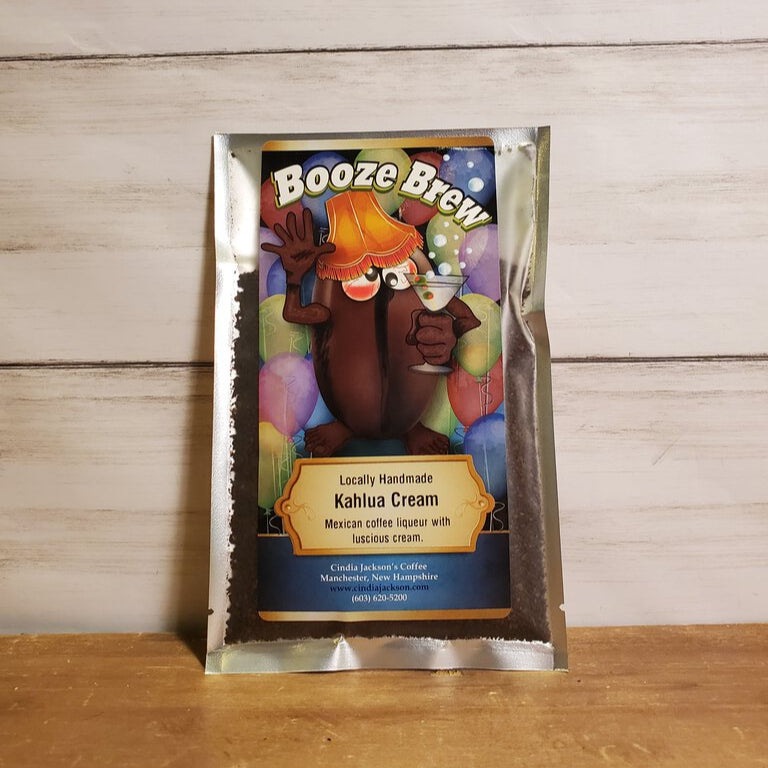 Booze Brew
Locally Handmade
Kahlua Cream
Mexican coffee liqueur with
luscious cream.
Cindia Jackson's Coffee
Manchester, New Hampshire
www.cindiajackson.com
(603) 620-5200